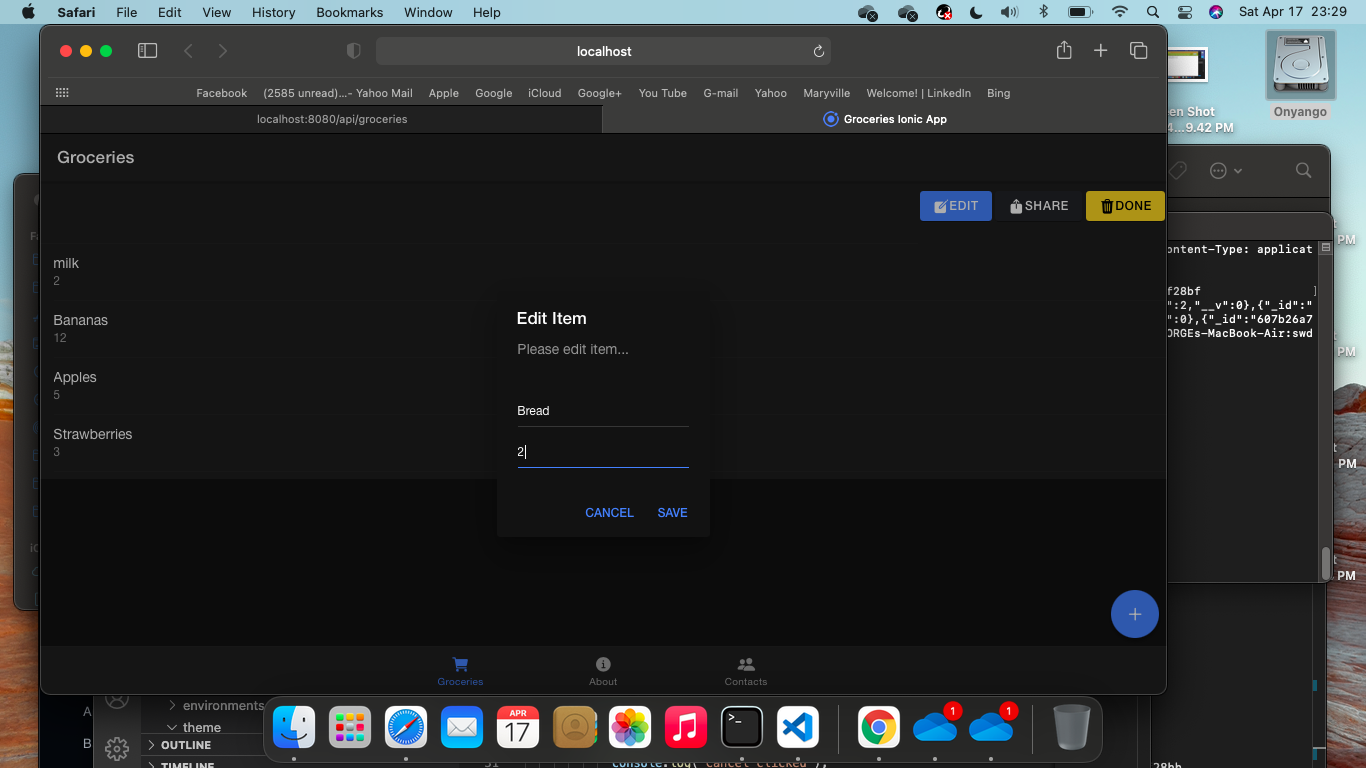 Safari File Edit View History Bookmarks Window Help Sat Apr 17 23:29
localhost
Facebook (2585 unread)...- Yahoo Mail Apple Google iCloud Google+ You Tube G-mail Yahoo Maryville Welcome! | LinkedIn Bing
localhost:8080/api/groceries
Groceries Ionic App
Groceries
EDIT SHARE DONE
milk
2
Bananas
12
Apples
5
Strawberries
3
Edit Item
Please edit item...
Bread
2
CANCEL SAVE
Groceries About Contacts
en Shot
4...9.42 PM
Onyango
PM
PM
PM
PM
ontent-Type: applicat
f28bf ]
":2,"__v":0},{"_id":"
":0},{"_id":"607b26a7
ORGEs-MacBook-Air:swd
environments
theme
OUTLINE
TIMELINE
APR
17
1
1
51
console.log('Cancel clicked');
28bb